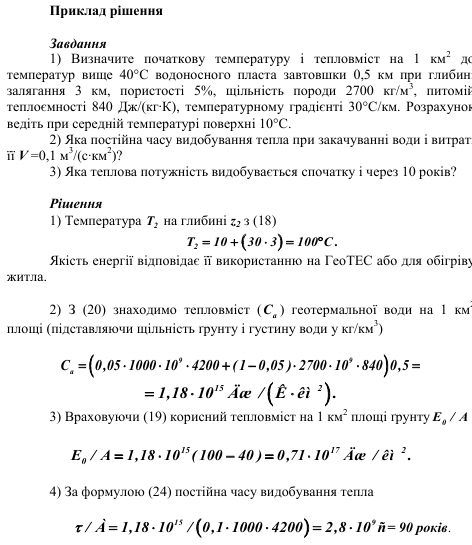 Приклад рішення
Завдання
1) Визначите початкову температуру і тепловміст на 1 км² до
температур вище 40°С водоносного пласта завтовшки 0,5 км при глибині
залягання 3 км, пористості 5%, щільність породи 2700 кг/м³, питомій
теплоємності 840 Дж/(кг·К), температурному градієнті 30°С/км. Розрахунок
ведіть при середній температурі поверхні 10°С.
2) Яка постійна часу видобування тепла при закачуванні води і витраті
її V=0,1 м³/(с·км²)?
3) Яка теплова потужність видобувається спочатку і через 10 років?
Рішення
1) Температура T₂ на глибині z₂ з (18)
T₂ = 10 + (30 · 3) = 100°C.
Якість енергії відповідає її використанню на ГеоТЕС або для обігріву
житла.
2) З (20) знаходимо тепловміст (Cₐ) геотермальної води на 1 км²
площі (підставляючи щільність ґрунту і густину води у кг/км³)
Cₐ = (0,05 · 1000 · 10⁹ · 4200 + (1 – 0,05) · 2700 · 10⁹ · 840)0,5 =
= 1,18 · 10¹⁵ Äæ /(Ê · êì ²).
3) Враховуючи (19) корисний тепловміст на 1 км² площі ґрунту E₀ / A
E₀ / A = 1,18 · 10¹⁵ (100 – 40) = 0,71 · 10¹⁷ Äæ / êì ².
4) За формулою (24) постійна часу видобування тепла
τ / À = 1,18 · 10¹⁵ /(0,1 · 1000 · 4200) = 2,8 · 10⁹ ñ = 90 років.